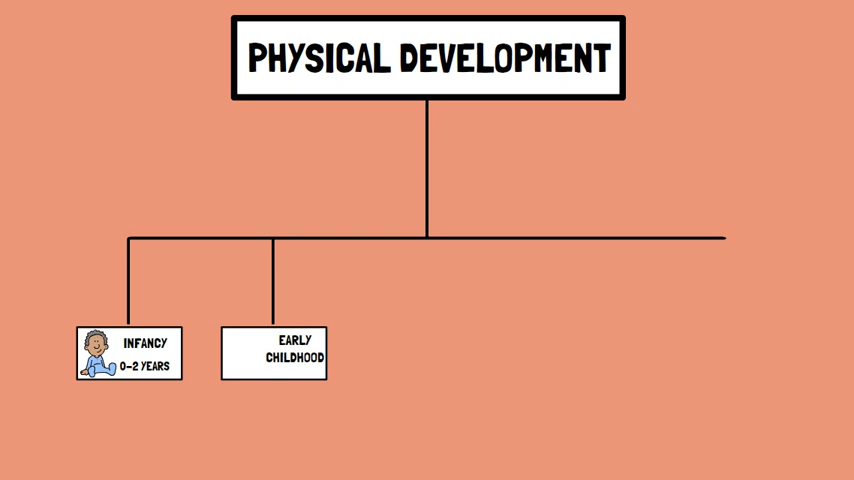 PHYSICAL DEVELOPMENT
INFANCY
0-2 YEARS
EARLY
CHILDHOOD